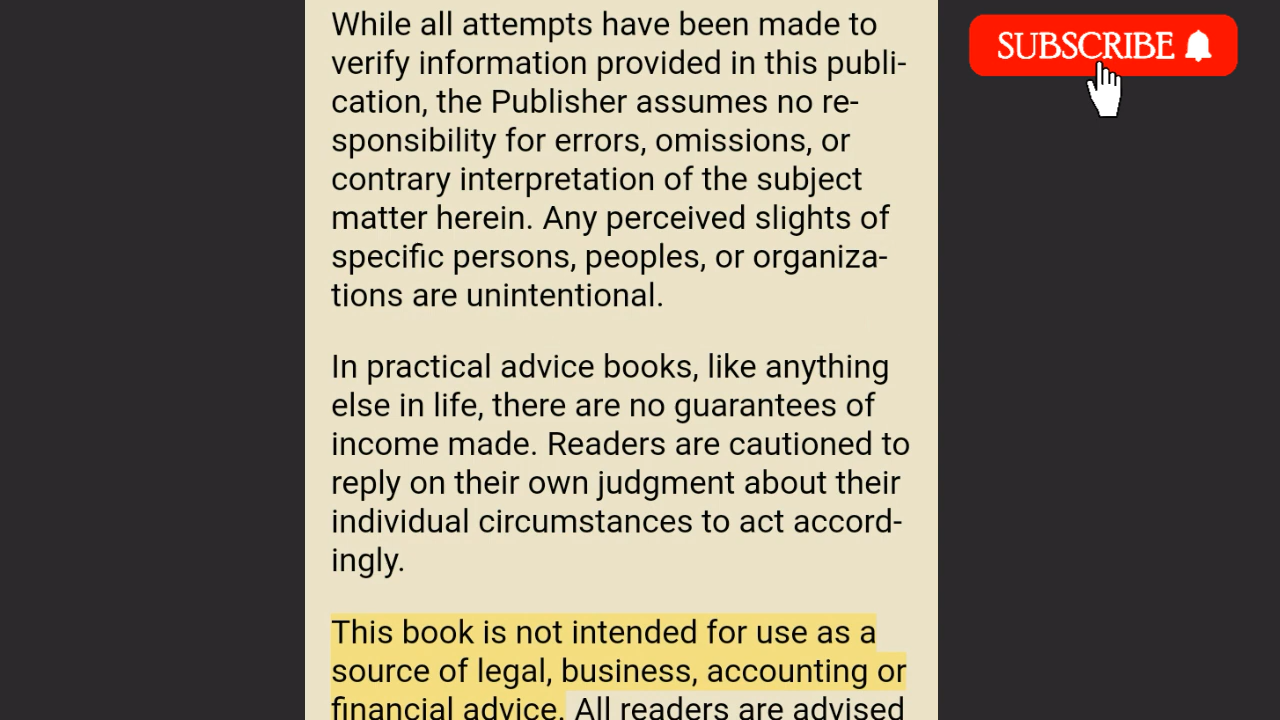 While all attempts have been made to
verify information provided in this publi-
cation, the Publisher assumes no re-
sponsibility for errors, omissions, or
contrary interpretation of the subject
matter herein. Any perceived slights of
specific persons, peoples, or organiza-
tions are unintentional.
In practical advice books, like anything
else in life, there are no guarantees of
income made. Readers are cautioned to
reply on their own judgment about their
individual circumstances to act accord-
ingly.
This book is not intended for use as a
source of legal, business, accounting or
financial advice. All readers are advised
SUBSCRIBE